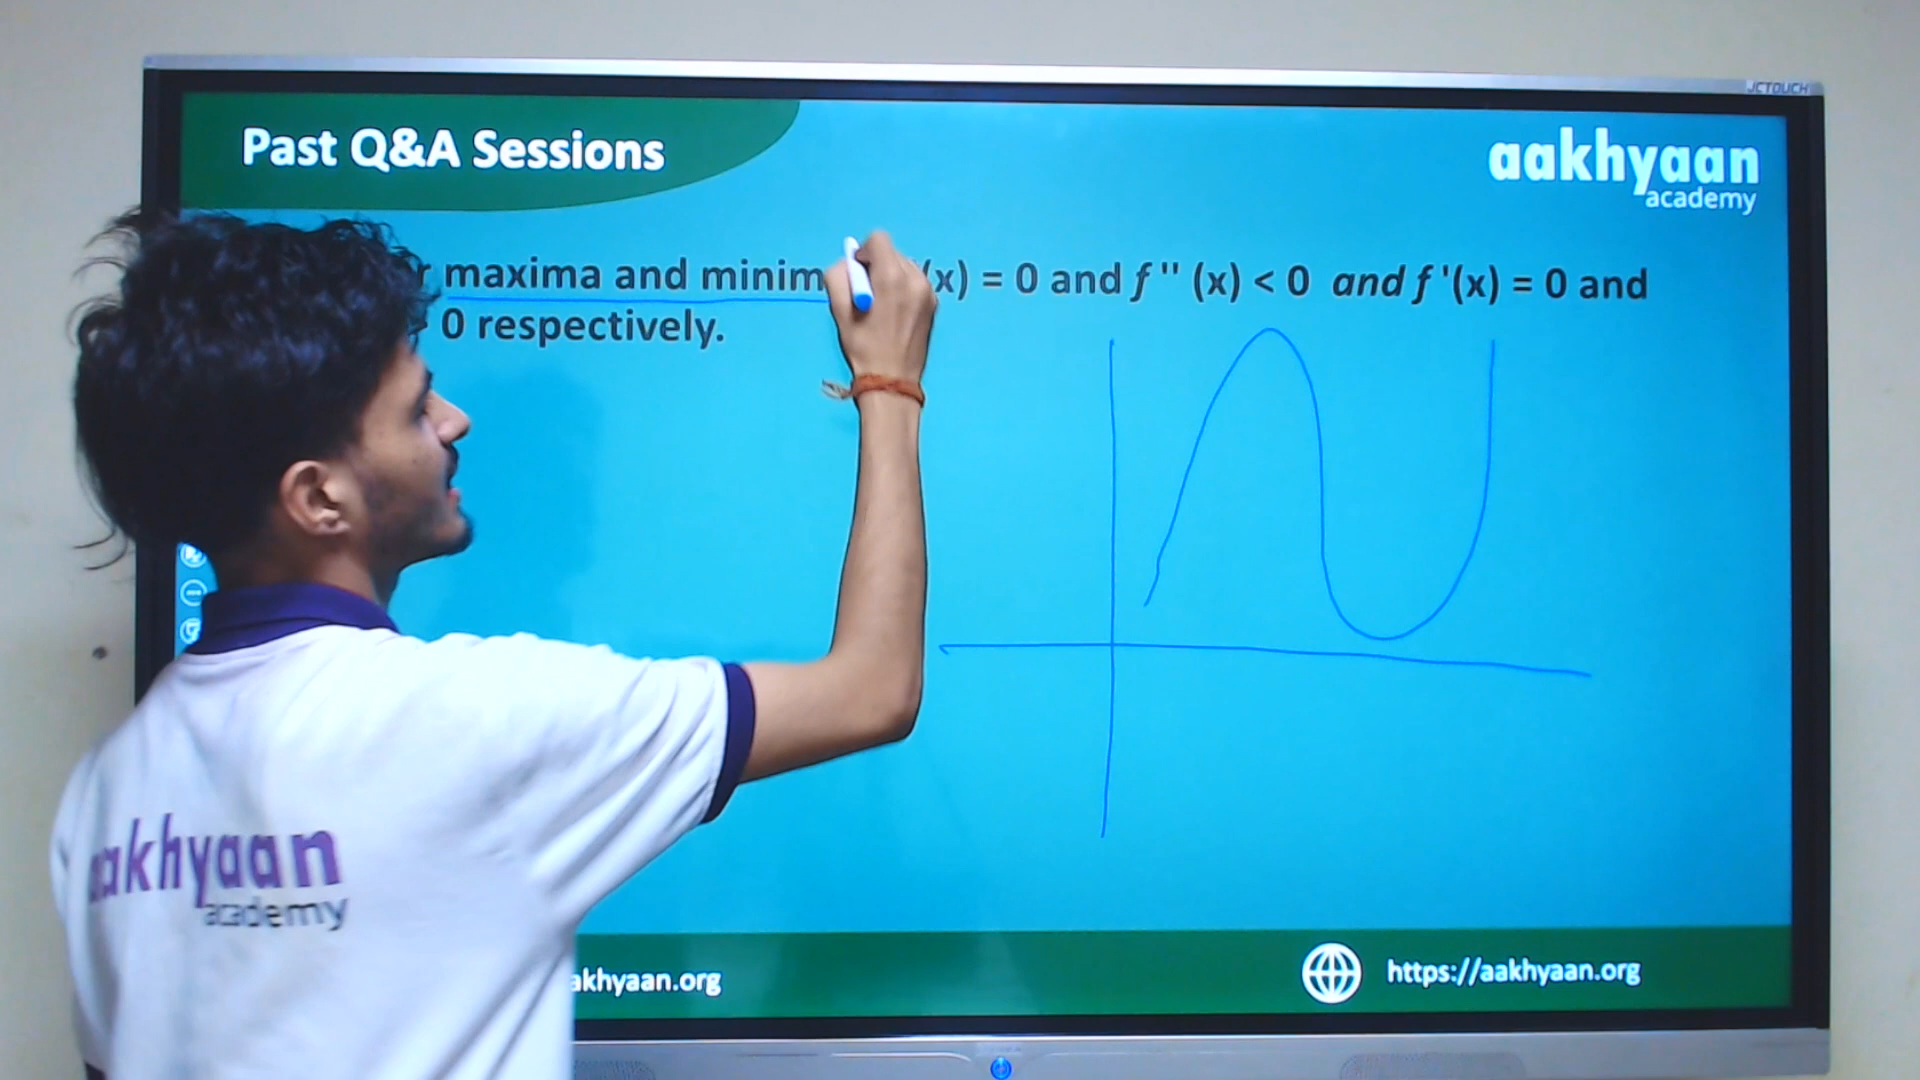 JCTOUCH
Past Q&A Sessions
aakhyaan
academy
maxima and (x) = 0 and f '' (x) < 0 and f '(x) = 0 and
0 respectively.
aakhyaan
academy
akhyaan.org
https://aakhyaan.org